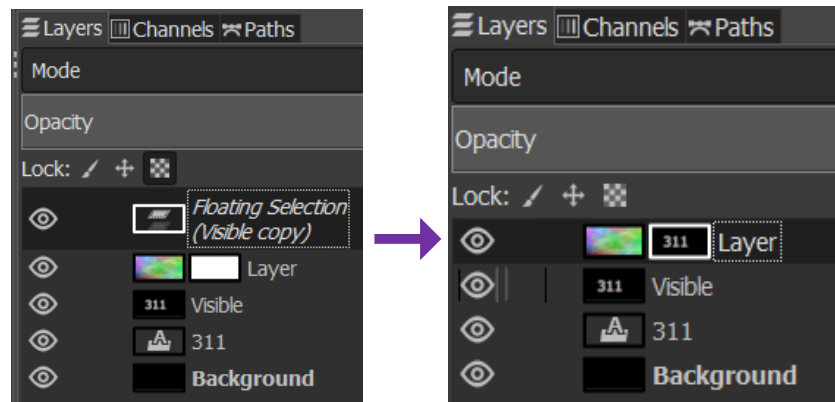 Layers Channels Paths
Mode
Opacity
Lock:
Floating Selection
(Visible copy)
Layer
311 Visible
311
Background
Layers Channels Paths
Mode
Opacity
Lock:
311 Layer
311 Visible
311
Background